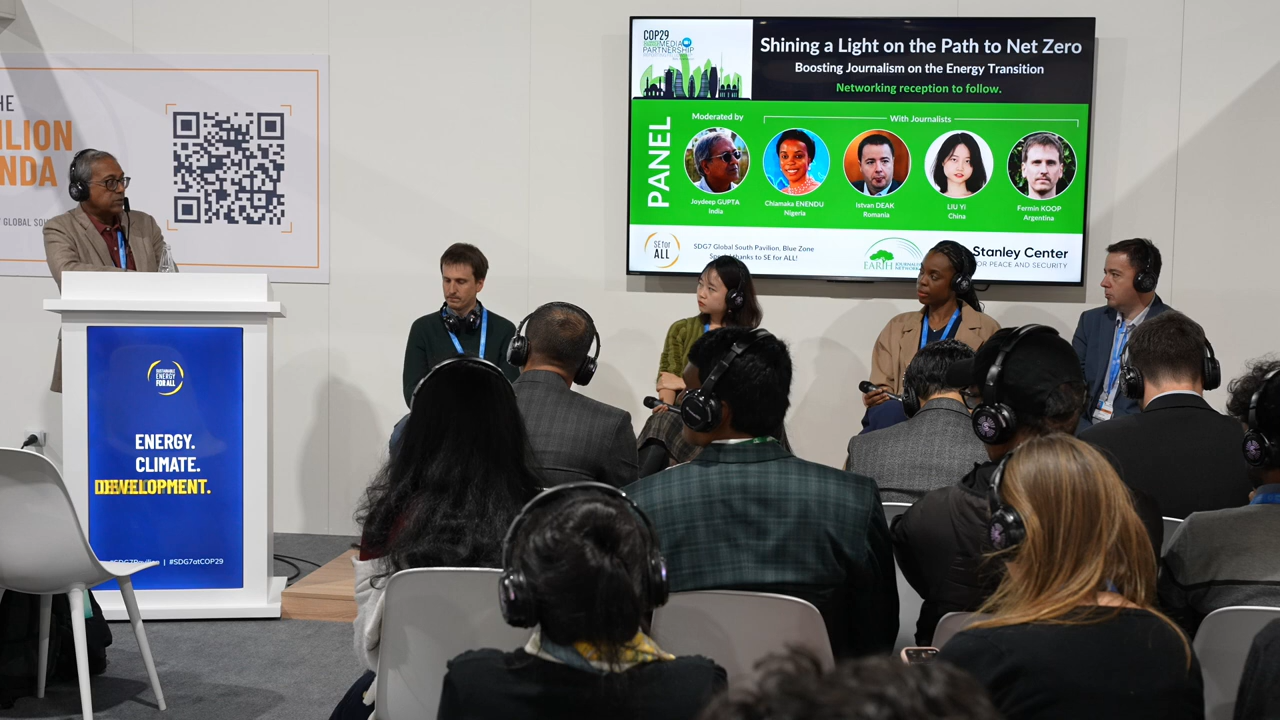 HE
ILION
NDA
GLOBAL SOU
SUSTAINABLE
ENERGY
FOR ALL
ENERGY.
CLIMATE.
DEVELOPMENT.
#SDG7Pavilion | #SDG7atCOP29
COP29
MEDIA
PARTNERSHIP
Shining a Light on the Path to Net Zero
Boosting Journalism on the Energy Transition
Networking reception to follow.
PANEL
Moderated by
With Journalists
Joydeep GUPTA
India
Chiamaka ENENDU
Nigeria
Istvan DEAK
Romania
LIU YI
China
Fermin KOOP
Argentina
SEfor
ALL
SDG7 Global South Pavilion, Blue Zone
Special thanks to SE for ALL!
EARTH JOURNALISM
NETWORK
Stanley Center
FOR PEACE AND SECURITY